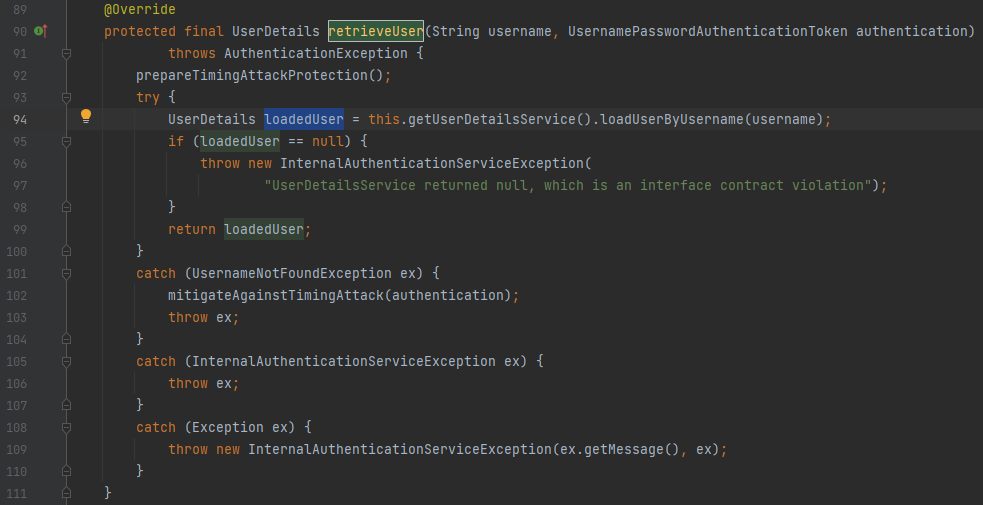 89 @Override
90 protected final UserDetails retrieveUser(String username, UsernamePasswordAuthenticationToken authentication)
91 throws AuthenticationException {
92 prepareTimingAttackProtection();
93 try {
94 UserDetails loadedUser = this.getUserDetailsService().loadUserByUsername(username);
95 if (loadedUser == null) {
96 throw new InternalAuthenticationServiceException(
97 "UserDetailsService returned null, which is an interface contract violation");
98 }
99 return loadedUser;
100 }
101 catch (UsernameNotFoundException ex) {
102 mitigateAgainstTimingAttack(authentication);
103 throw ex;
104 }
105 catch (InternalAuthenticationServiceException ex) {
106 throw ex;
107 }
108 catch (Exception ex) {
109 throw new InternalAuthenticationServiceException(ex.getMessage(), ex);
110 }
111 }